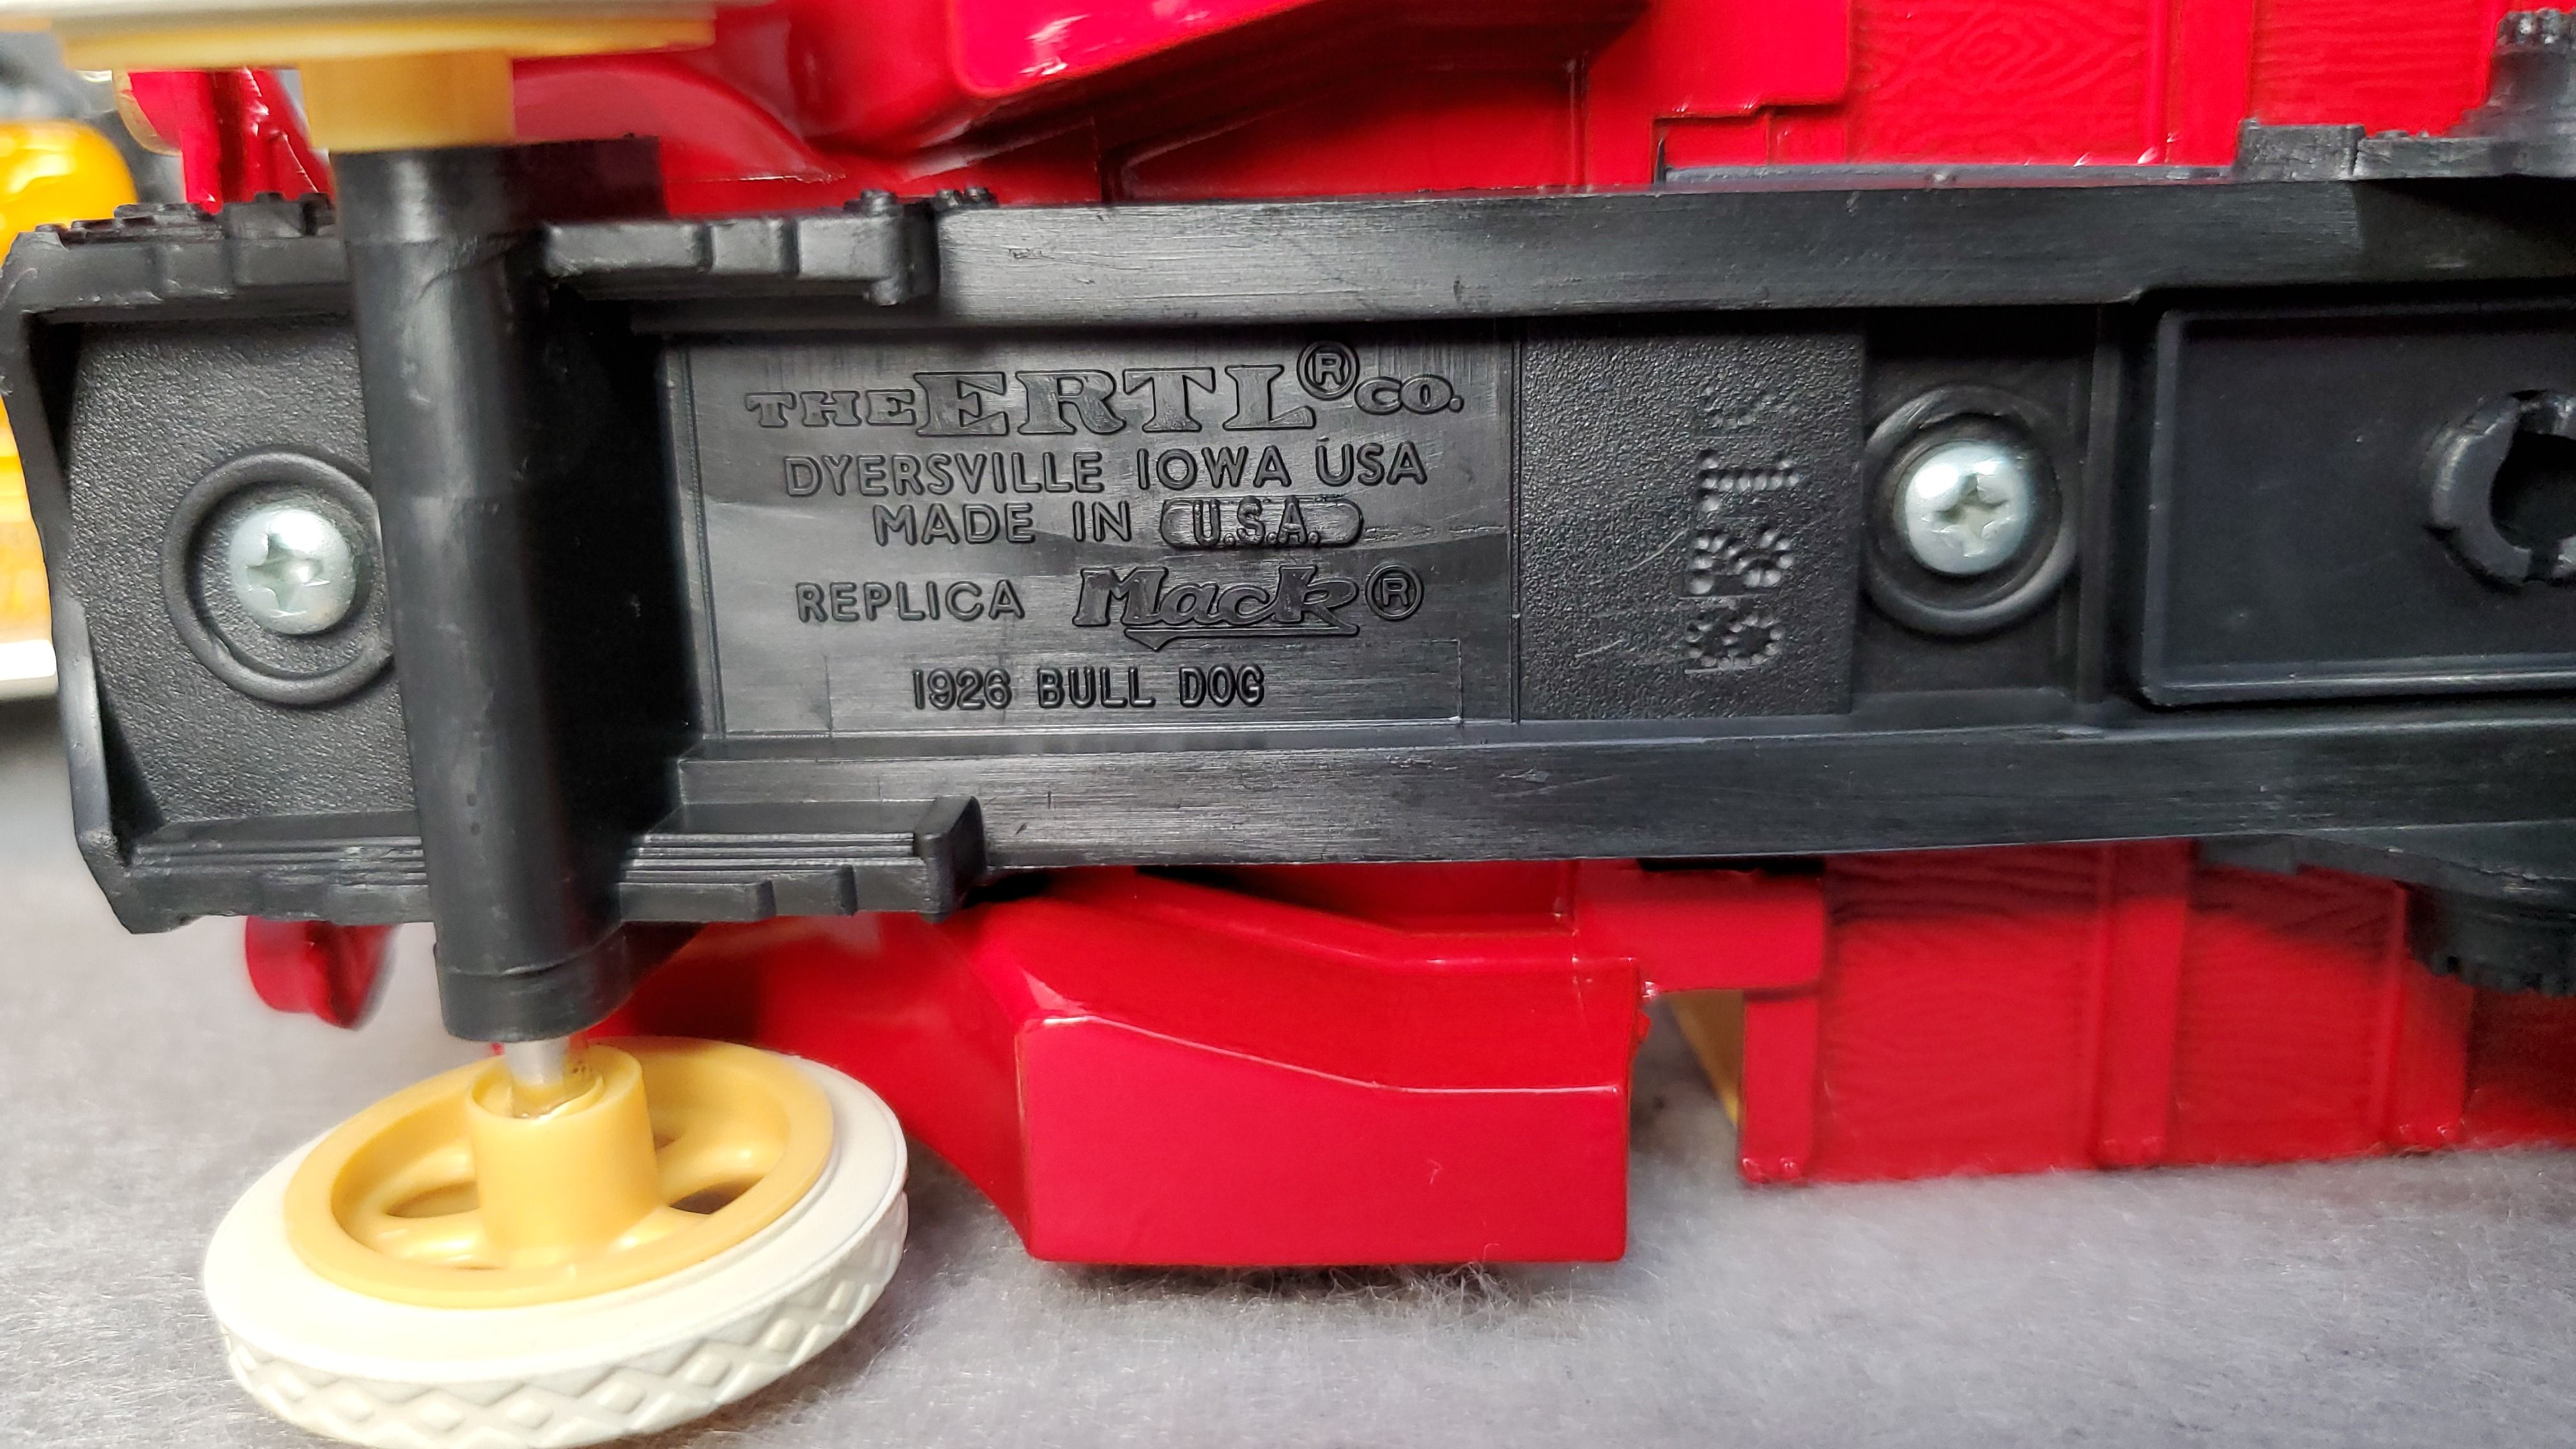 THE ERTL® CO.
DYERSVILLE IOWA USA
MADE IN U.S.A.
REPLICA Mack®
1926 BULL DOG